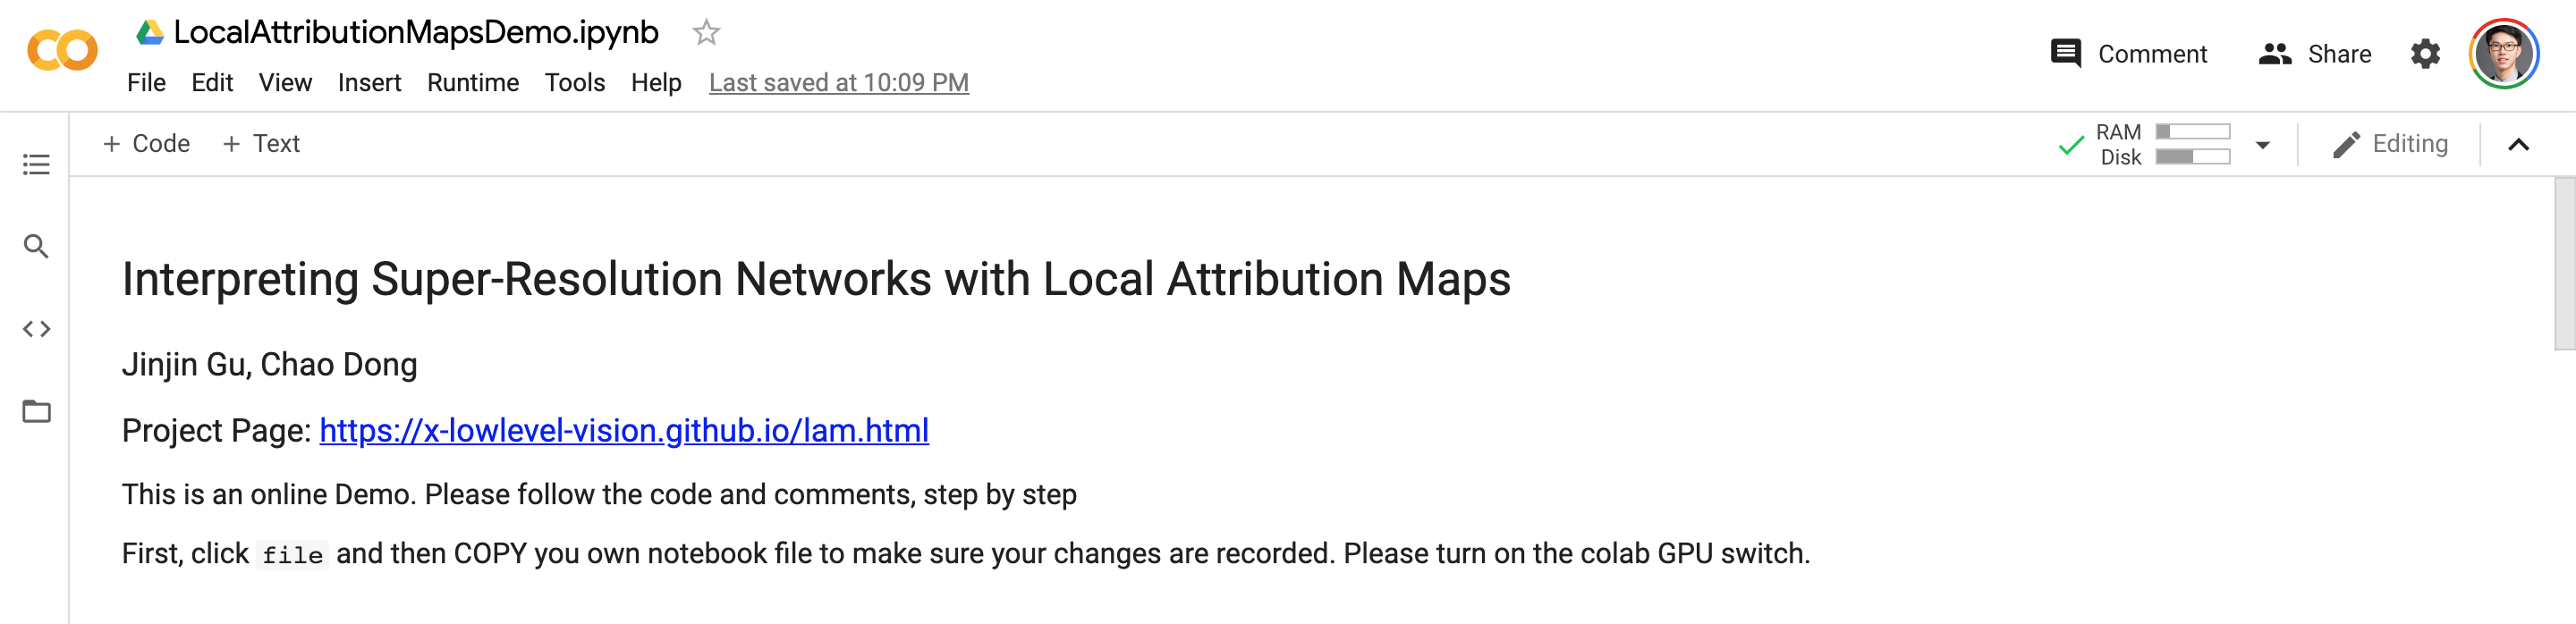 LocalAttributionMapsDemo.ipynb
File Edit View Insert Runtime Tools Help Last saved at 10:09 PM
Comment Share
+ Code + Text
RAM
Disk
Editing
Interpreting Super-Resolution Networks with Local Attribution Maps
Jinjin Gu, Chao Dong
Project Page: https://x-lowlevel-vision.github.io/lam.html
This is an online Demo. Please follow the code and comments, step by step
First, click file and then COPY you own notebook file to make sure your changes are recorded. Please turn on the colab GPU switch.